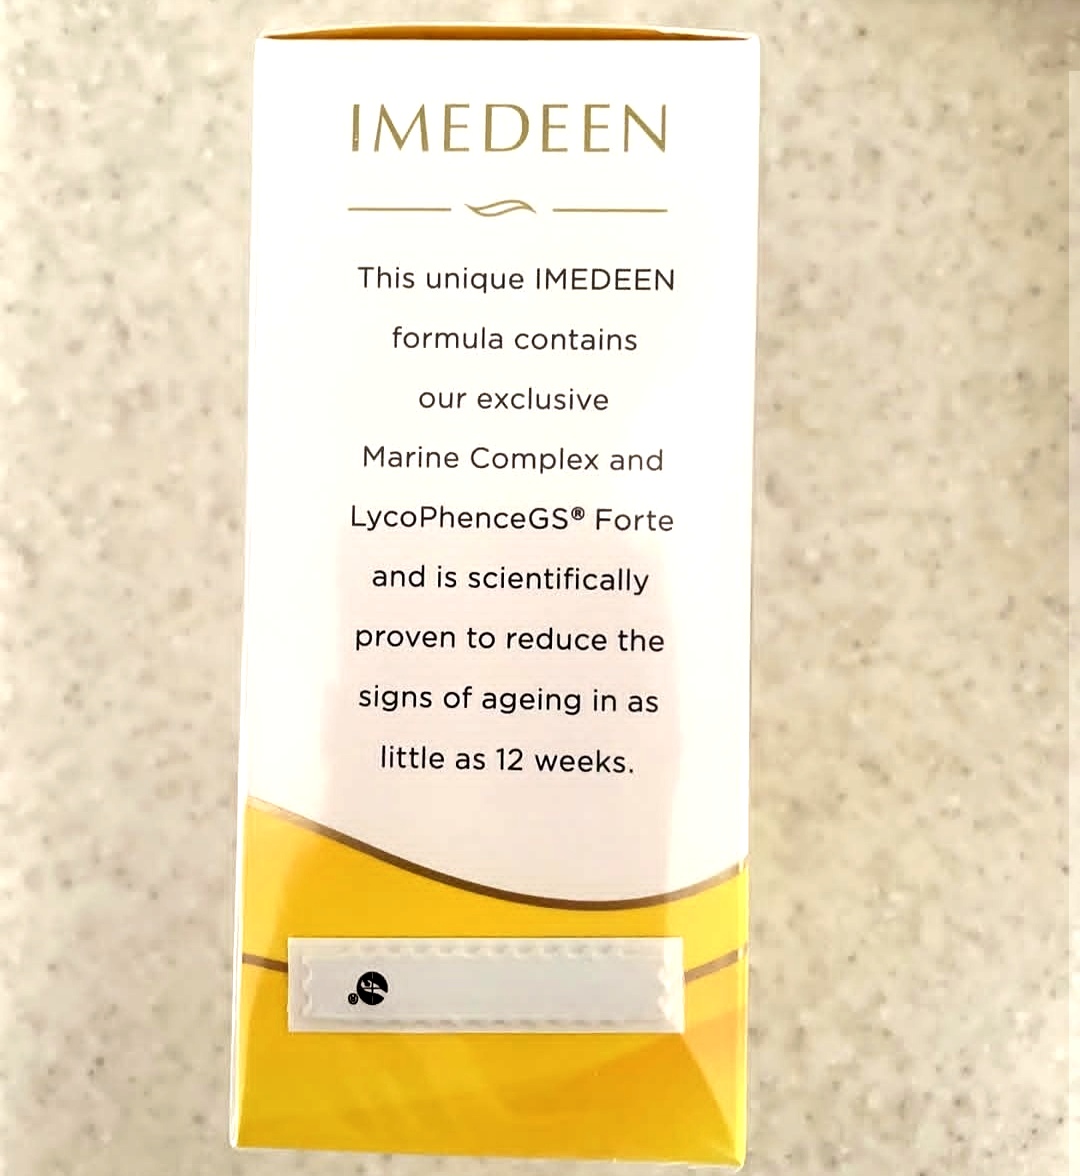 IMEDEEN
This unique IMEDEEN
formula contains
our exclusive
Marine Complex and
LycoPhenceGS® Forte
and is scientifically
proven to reduce the
signs of ageing in as
little as 12 weeks.